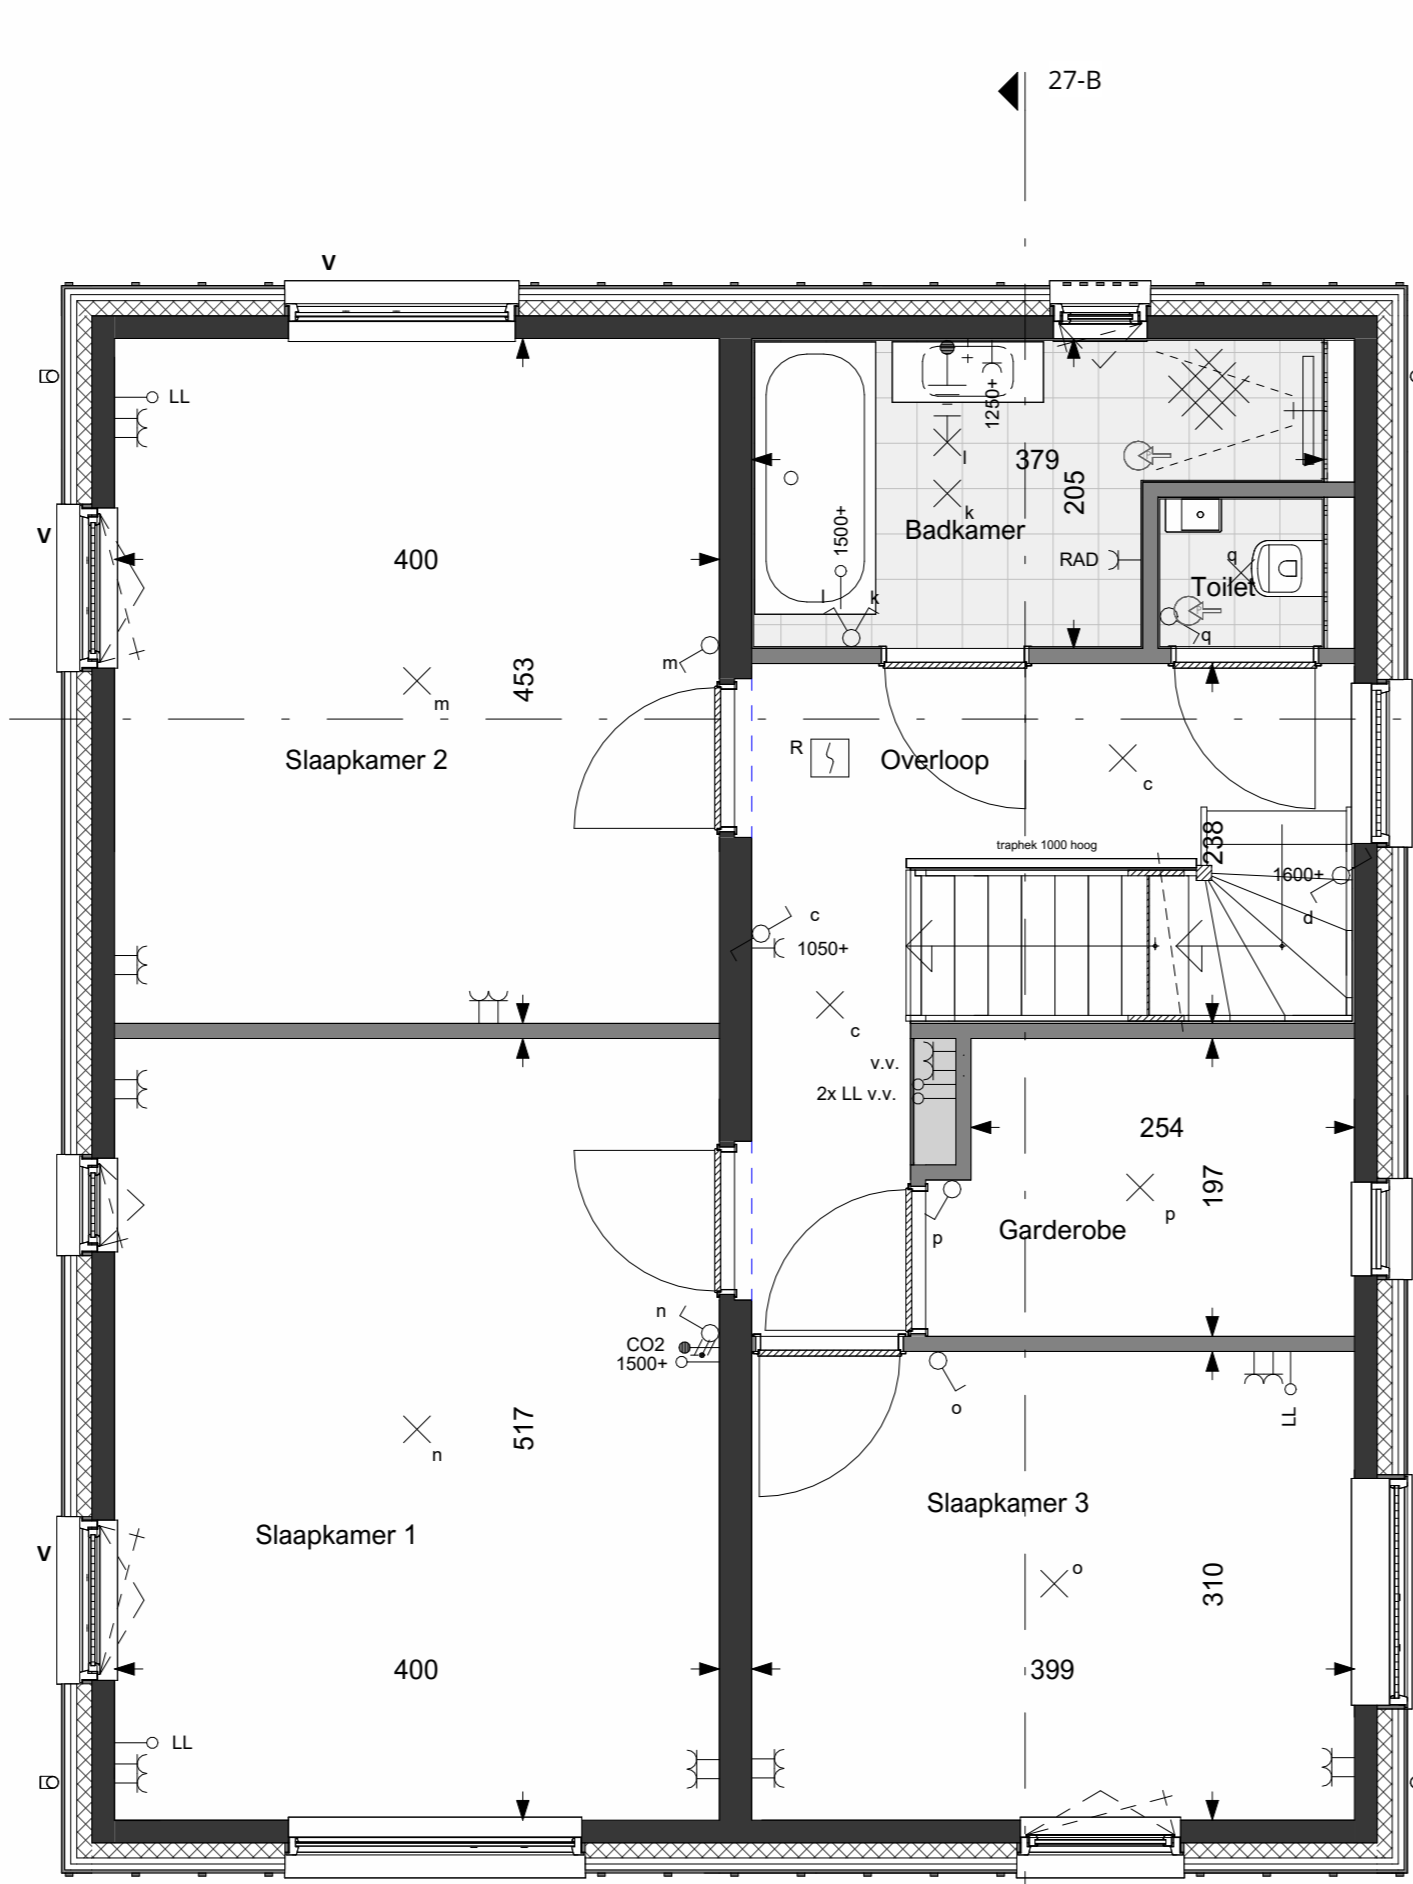 27-B
V
LL
1250+
l
379
205
k
V
1500+
Badkamer
400
RAD
q
Toilet
l
k
q
m
453
m
Slaapkamer 2
R
Overloop
c
traphek 1000 hoog
238
1600+
d
c
1050+
c
v.v.
2x LL v.v.
254
197
p
Garderobe
p
n
CO2
1500+
o
LL
517
n
Slaapkamer 3
V
Slaapkamer 1
o
310
400
399
LL